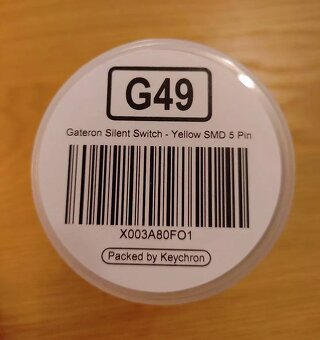 G49
Gateron Silent Switch - Yellow SMD 5 Pin
X003A80FO1
Packed by Keychron